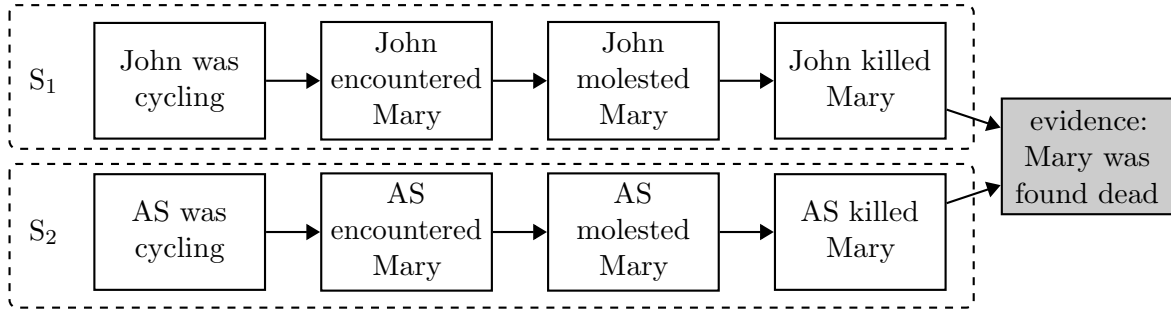 S₁
John was
cycling
John
encountered
Mary
John
molested
Mary
John killed
Mary
evidence:
Mary was
found dead
S₂
AS was
cycling
AS
encountered
Mary
AS
molested
Mary
AS killed
Mary